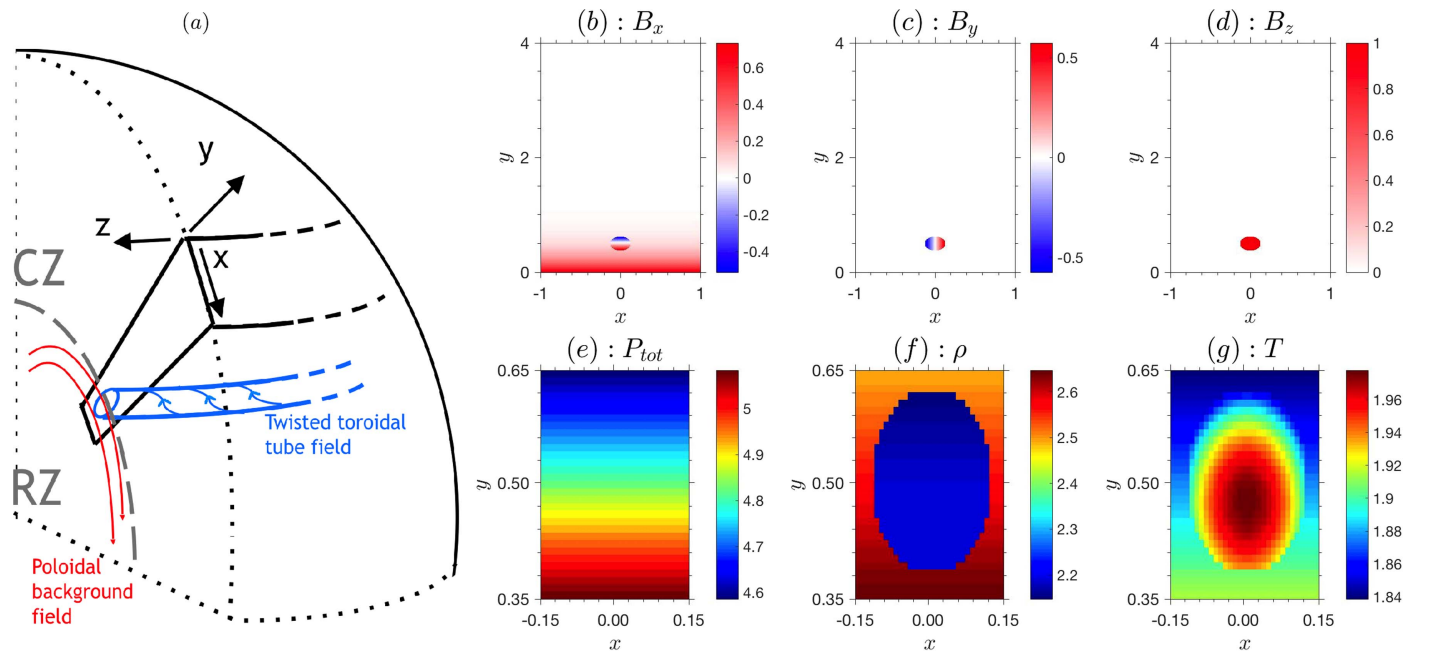 (a)
y
z
x
CZ
RZ
Twisted toroidal
tube field
Poloidal
background
field
(b) : B_x
4
2
0
y
-1
0
1
x
0.6
0.4
0.2
0
-0.2
-0.4
(c) : B_y
4
2
0
y
-1
0
1
x
0.5
0
-0.5
(d) : B_z
4
2
0
y
-1
0
1
x
1
0.8
0.6
0.4
0.2
0
(e) : P_{tot}
0.65
0.50
0.35
y
-0.15
0.00
0.15
x
5
4.9
4.8
4.7
4.6
(f) : ρ
0.65
0.50
0.35
y
-0.15
0.00
0.15
x
2.6
2.5
2.4
2.3
2.2
(g) : T
0.65
0.50
0.35
y
-0.15
0.00
0.15
x
1.96
1.94
1.92
1.9
1.88
1.86
1.84